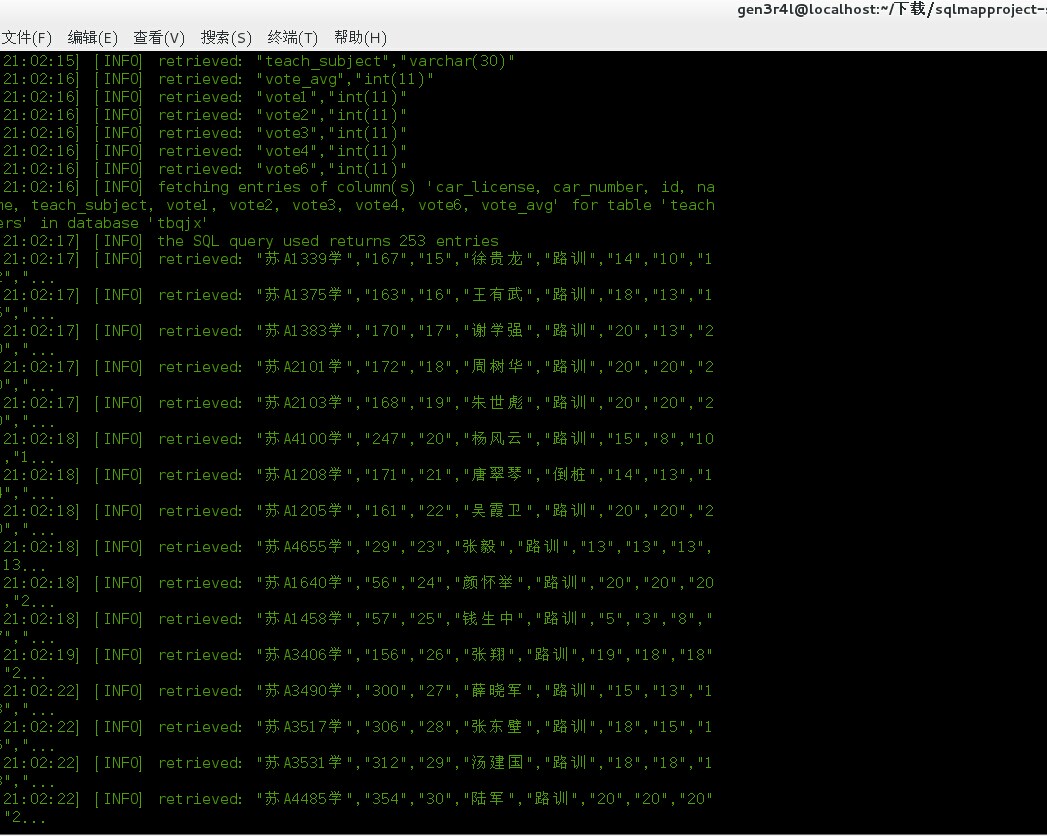 gen3r4l@localhost:~/下载/sqlmapproject-
文件(F) 编辑(E) 查看(V) 搜索(S) 终端(T) 帮助(H)
21:02:15] [INFO] retrieved: "teach_subject","varchar(30)"
21:02:16] [INFO] retrieved: "vote_avg","int(11)"
21:02:16] [INFO] retrieved: "vote1","int(11)"
21:02:16] [INFO] retrieved: "vote2","int(11)"
21:02:16] [INFO] retrieved: "vote3","int(11)"
21:02:16] [INFO] retrieved: "vote4","int(11)"
21:02:16] [INFO] retrieved: "vote6","int(11)"
21:02:16] [INFO] fetching entries of column(s) 'car_license, car_number, id, na
me, teach_subject, vote1, vote2, vote3, vote4, vote6, vote_avg' for table 'teach
ers' in database 'tbqjx'
21:02:17] [INFO] the SQL query used returns 253 entries
21:02:17] [INFO] retrieved: "苏A1339学","167","15","徐贵龙","路训","14","10","1
","...
21:02:17] [INFO] retrieved: "苏A1375学","163","16","王有武","路训","18","13","1
","...
21:02:17] [INFO] retrieved: "苏A1383学","170","17","谢学强","路训","20","13","2
","...
21:02:17] [INFO] retrieved: "苏A2101学","172","18","周树华","路训","20","20","2
","...
21:02:17] [INFO] retrieved: "苏A2103学","168","19","朱世彪","路训","20","20","2
","...
21:02:18] [INFO] retrieved: "苏A4100学","247","20","杨风云","路训","15","8","10
,"1...
21:02:18] [INFO] retrieved: "苏A1208学","171","21","唐翠琴","倒桩","14","13","1
","...
21:02:18] [INFO] retrieved: "苏A1205学","161","22","吴霞卫","路训","20","20","2
","...
21:02:18] [INFO] retrieved: "苏A4655学","29","23","张毅","路训","13","13","13",
13...
21:02:18] [INFO] retrieved: "苏A1640学","56","24","颜怀举","路训","20","20","20
,"2...
21:02:18] [INFO] retrieved: "苏A1458学","57","25","钱生中","路训","5","3","8","
","...
21:02:19] [INFO] retrieved: "苏A3406学","156","26","张翔","路训","19","18","18"
"2...
21:02:22] [INFO] retrieved: "苏A3490学","300","27","薛晓军","路训","15","13","1
","...
21:02:22] [INFO] retrieved: "苏A3517学","306","28","张东壁","路训","18","15","1
","...
21:02:22] [INFO] retrieved: "苏A3531学","312","29","汤建国","路训","18","18","1
","...
21:02:22] [INFO] retrieved: "苏A4485学","354","30","陆军","路训","20","20","20"
"2...